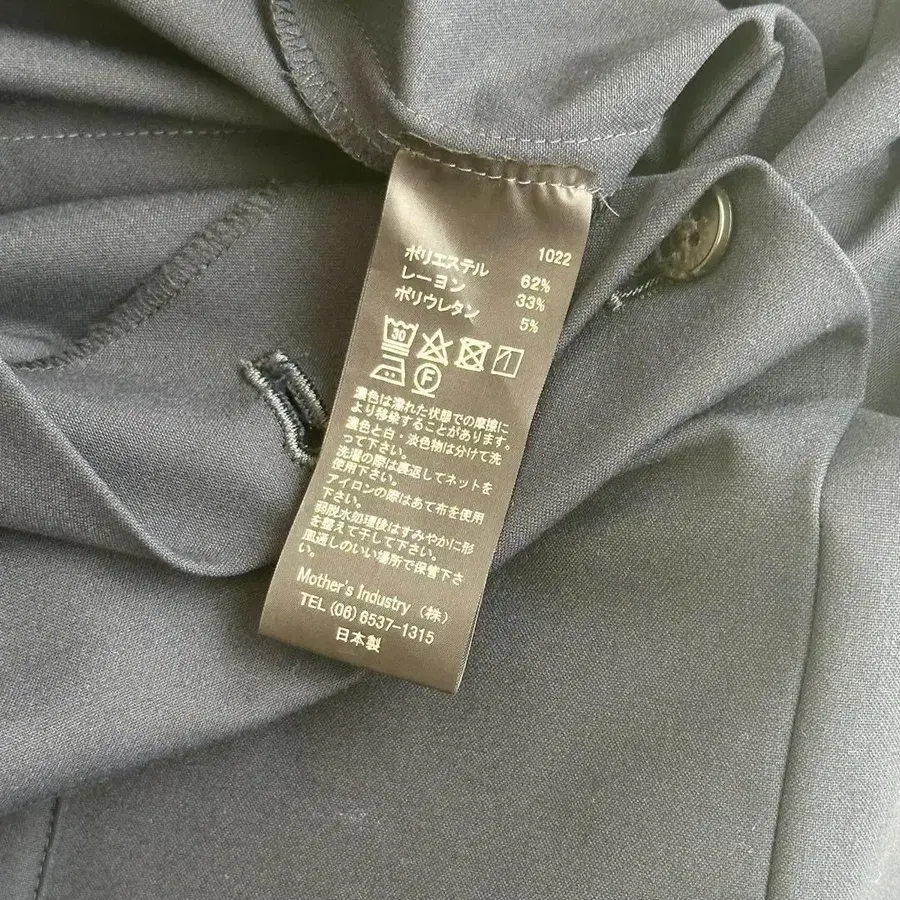 1022
ポリエステル 62%
レーヨン 33%
ポリウレタン 5%
30
F
濃色は濡れた状態での摩擦に
より移染することがあります。
濃色と白・淡色物は分けて洗
って下さい。
洗濯の際は裏返してネットを
使用下さい。
アイロンの際はあて布を使用
下さい。
弱脱水処理後はすみやかに形
を整えて干して下さい。
風通しのいい場所で保管下さ
い。
Mother's Industry (株)
TEL (06) 6537-1315
日本製